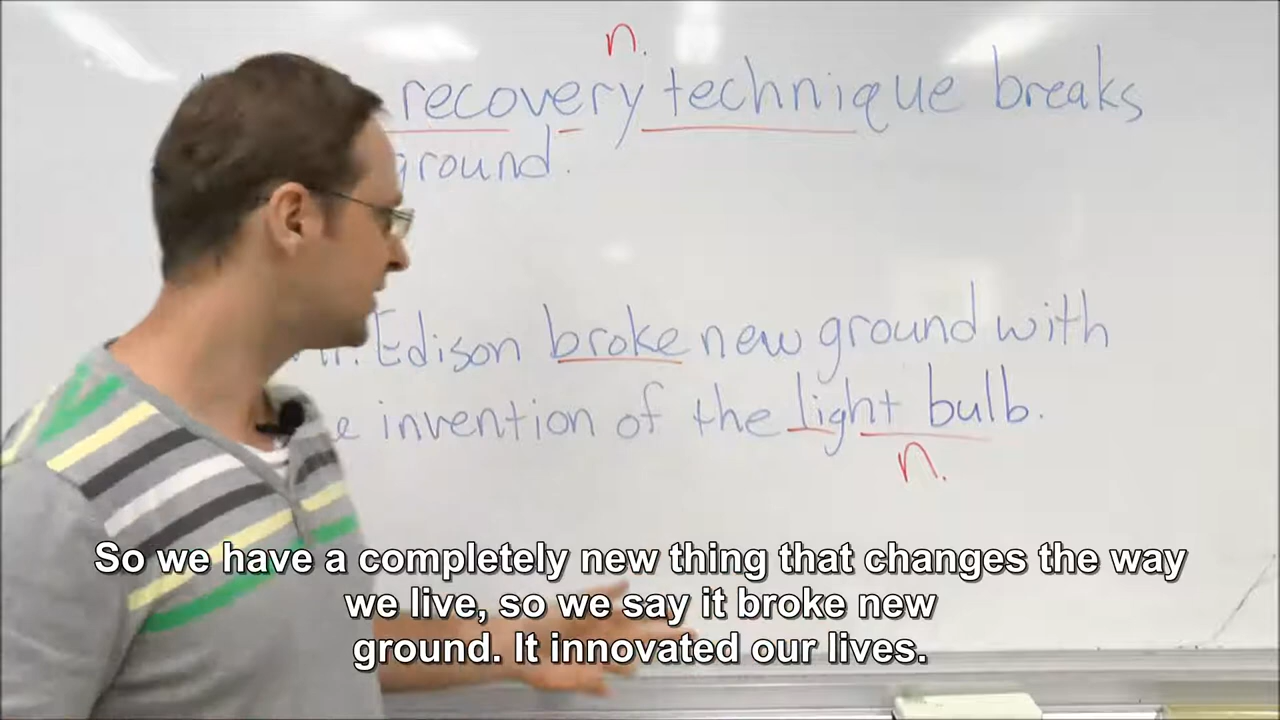 n.
recovery technique breaks
ground.
Mr. Edison broke new ground with
invention of the light bulb.
n.
So we have a completely new thing that changes the way
we live, so we say it broke new
ground. It innovated our lives.